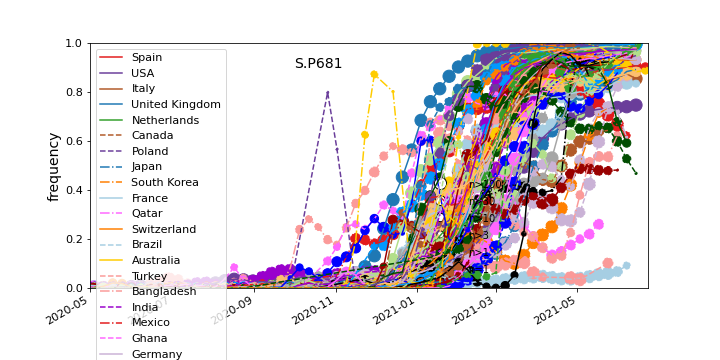 S.P681
frequency
1.0
0.8
0.6
0.4
0.2
0.0
Spain
USA
Italy
United Kingdom
Netherlands
Canada
Poland
Japan
South Korea
France
Qatar
Switzerland
Brazil
Australia
Turkey
Bangladesh
India
Mexico
Ghana
Germany
2020-05
2020-07
2020-09
2020-11
2021-01
2021-03
2021-05